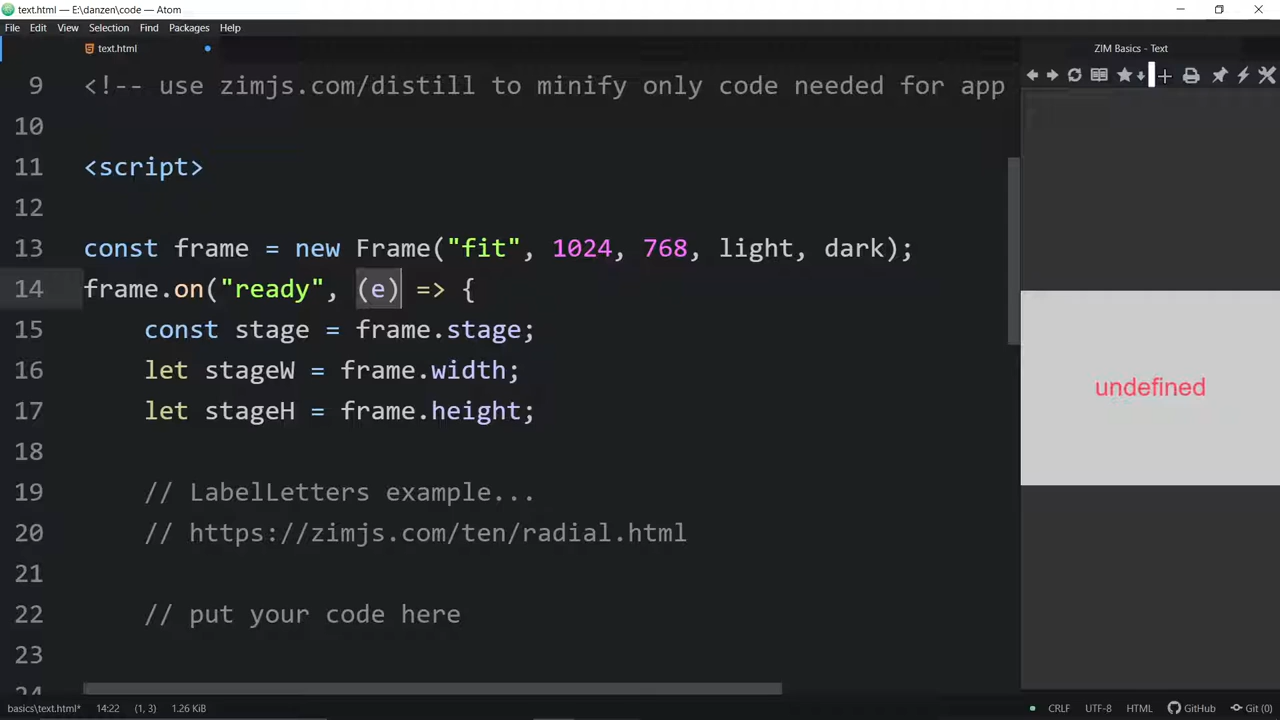 text.html — E:\danzen\code — Atom
File Edit View Selection Find Packages Help
text.html
ZIM Basics - Text
9 <!-- use zimjs.com/distill to minify only code needed for app
10
11 <script>
12
13 const frame = new Frame("fit", 1024, 768, light, dark);
14 frame.on("ready", (e) => {
15 const stage = frame.stage;
16 let stageW = frame.width;
17 let stageH = frame.height;
18
19 // LabelLetters example...
20 // https://zimjs.com/ten/radial.html
21
22 // put your code here
23
24
undefined
basics\text.html* 14:22 (1, 3) 1.26 KiB CRLF UTF-8 HTML GitHub Git (0)